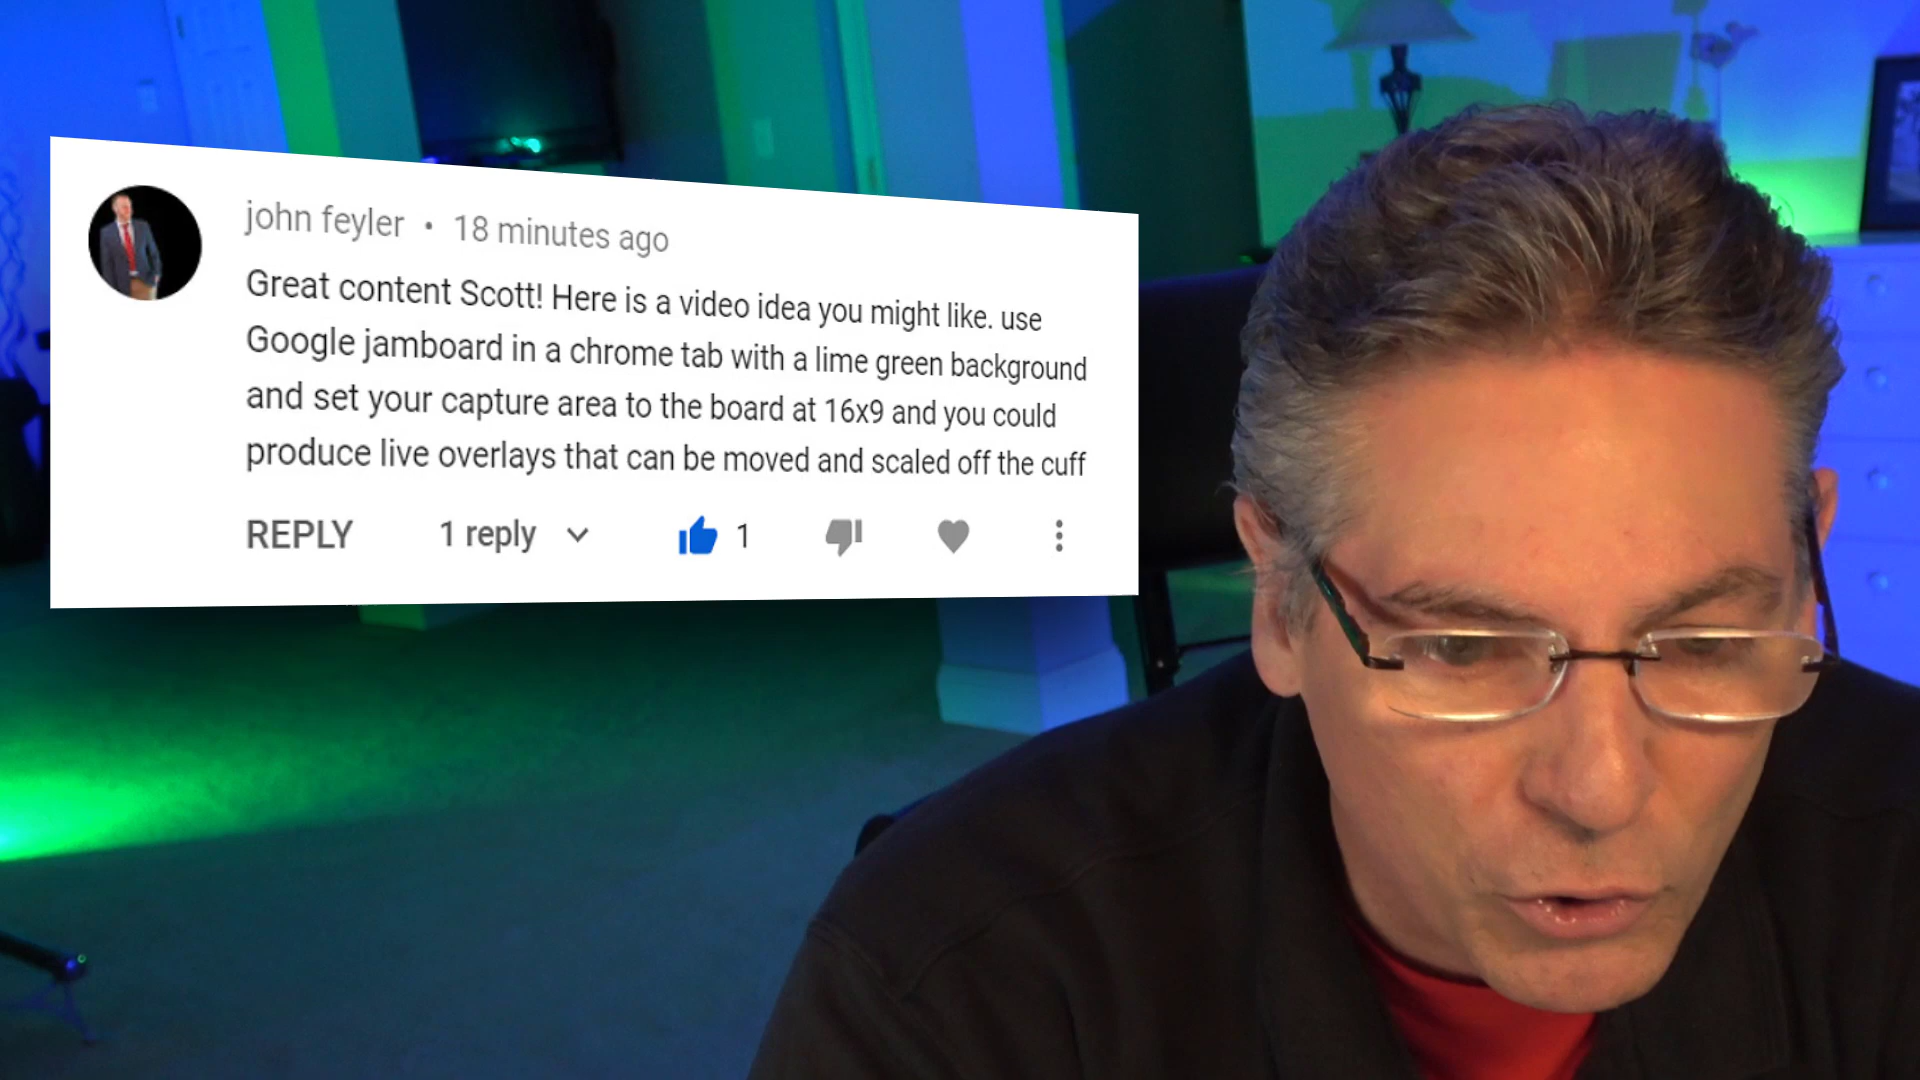 john feyler • 18 minutes ago
Great content Scott! Here is a video idea you might like. use
Google jamboard in a chrome tab with a lime green background
and set your capture area to the board at 16x9 and you could
produce live overlays that can be moved and scaled off the cuff
REPLY 1 reply 1